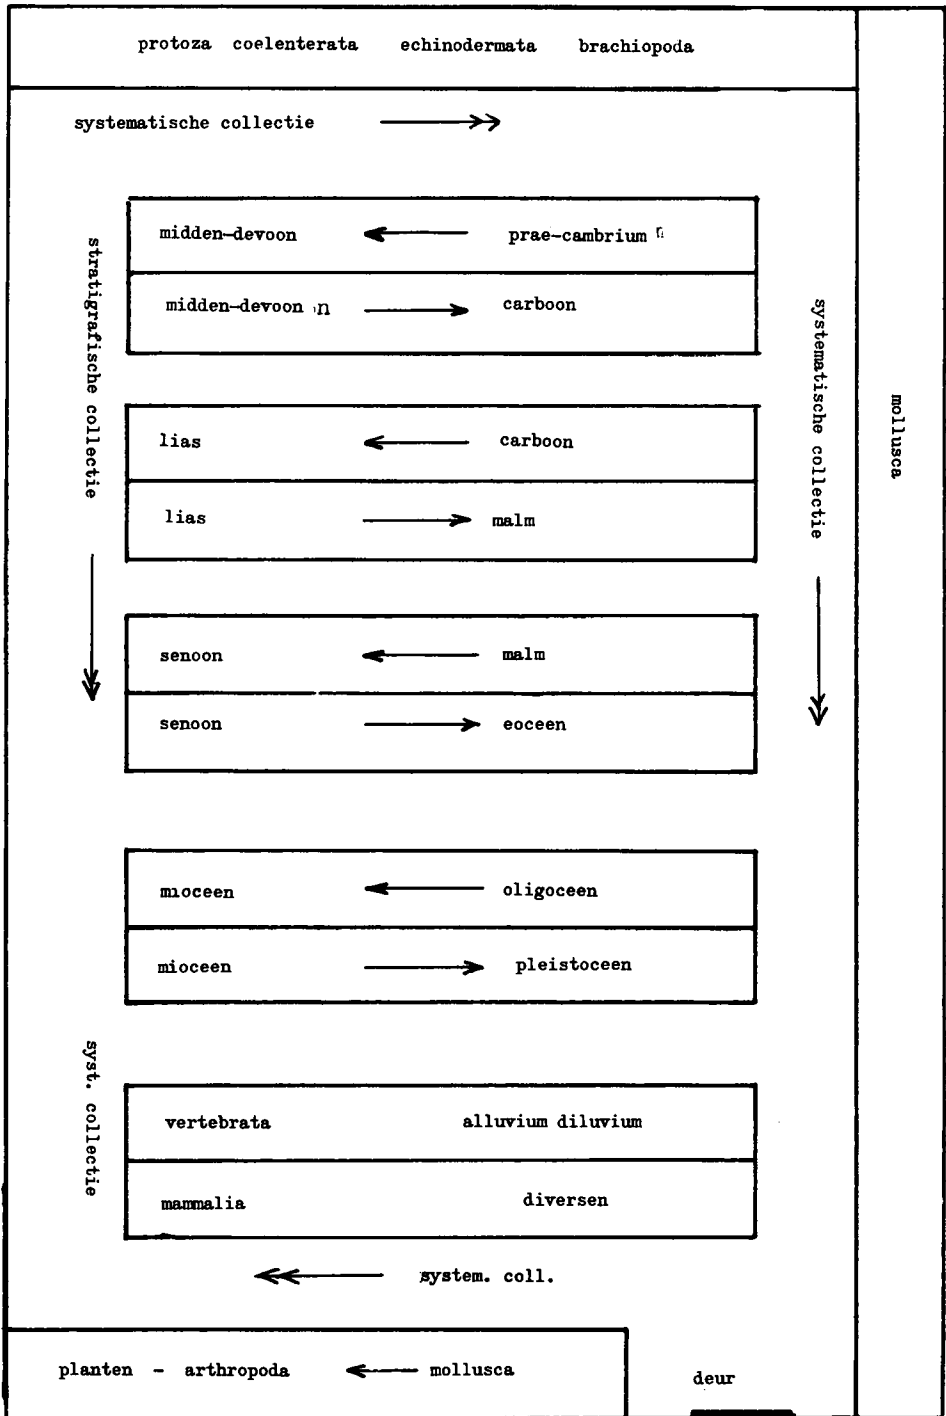 protoza coelenterata echinodermata brachiopoda
systematische collectie
stratigrafische collectie
midden-devoon prae-cambrium n
midden-devoon n carboon
lias carboon
lias malm
systematische collectie
mollusca
senoon malm
senoon eoceen
mioceen oligoceen
mioceen pleistoceen
syst. collectie
vertebrata alluvium diluvium
mammalia diversen
system. coll.
planten - arthropoda mollusca
deur